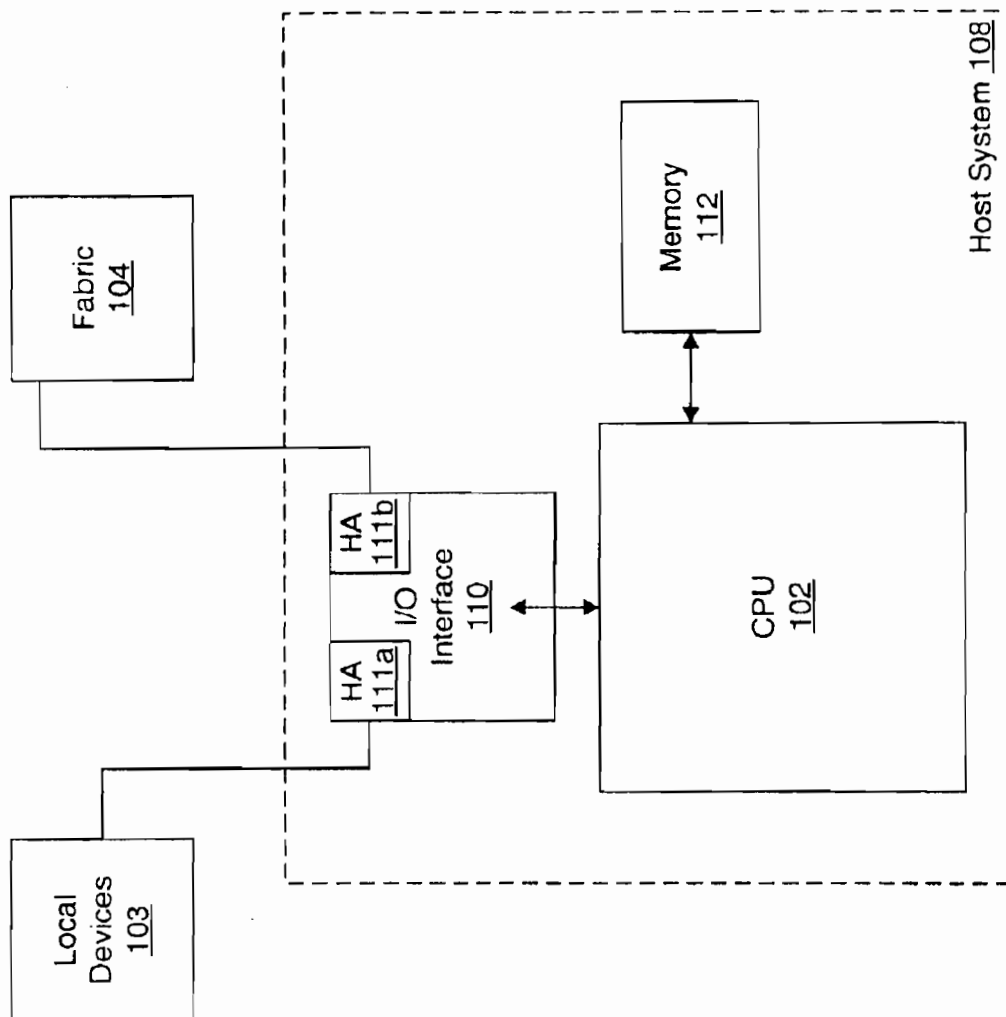 Local
Devices
103
Fabric
104
HA
111a
HA
111b
I/O
Interface
110
CPU
102
Memory
112
Host System 108